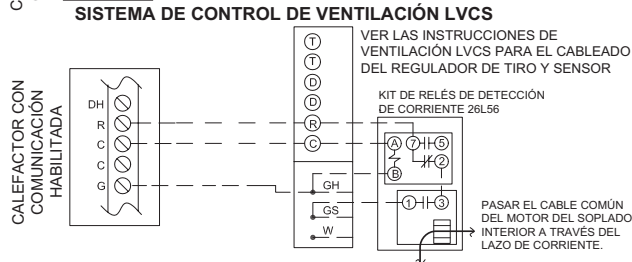 SISTEMA DE CONTROL DE VENTILACIÓN LVCS
VER LAS INSTRUCCIONES DE
VENTILACIÓN LVCS PARA EL CABLEADO
DEL REGULADOR DE TIRO Y SENSOR
KIT DE RELÉS DE DETECCIÓN
DE CORRIENTE 26L56
CALEFACTOR CON
COMUNICACIÓN
HABILITADA
DH
R
C
C
G
T
T
D
D
R
C
GH
GS
W
A
7
5
2
B
1
3
PASAR EL CABLE COMÚN
DEL MOTOR DEL SOPLADO
INTERIOR A TRAVÉS DEL
LAZO DE CORRIENTE.